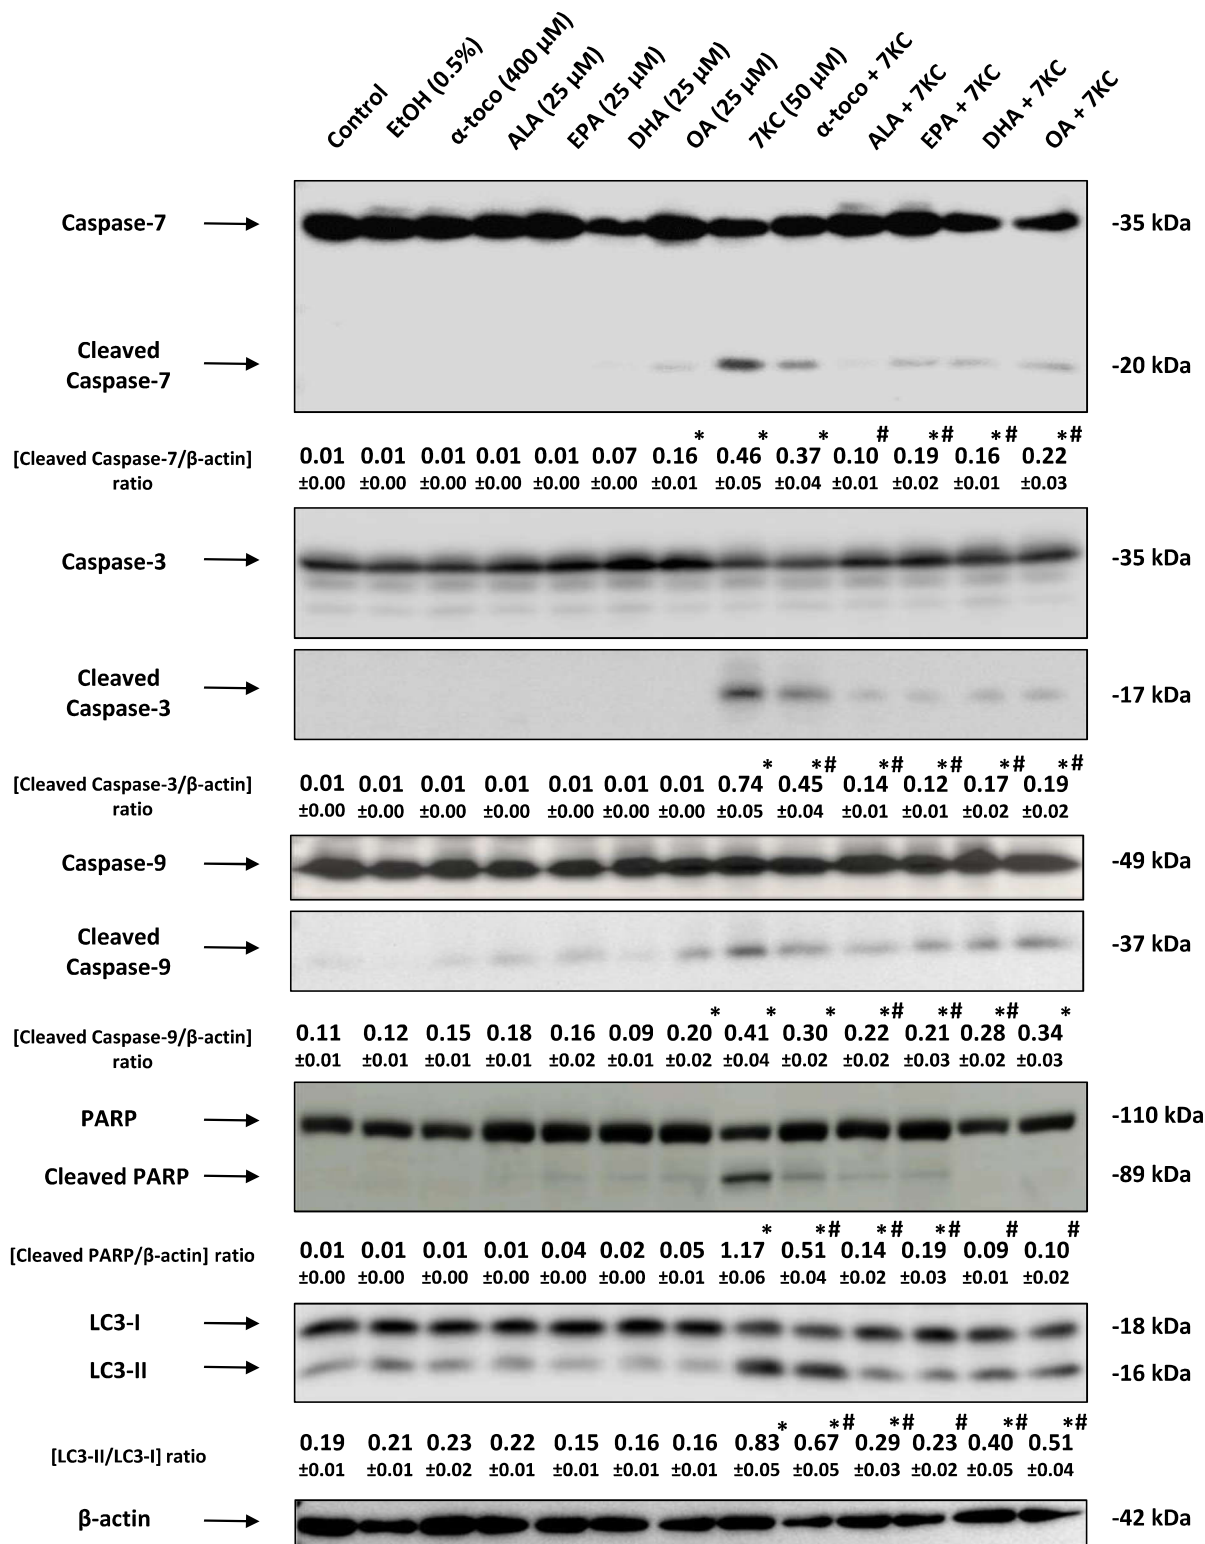 Control EtOH (0.5%) α-toco (400 µM) ALA (25 µM) EPA (25 µM) DHA (25 µM) OA (25 µM) 7KC (50 µM) α-toco + 7KC ALA + 7KC EPA + 7KC DHA + 7KC OA + 7KC
Caspase-7 -35 kDa
Cleaved
Caspase-7 -20 kDa
* * * # *# *# *#
[Cleaved Caspase-7/β-actin] 0.01 0.01 0.01 0.01 0.01 0.07 0.16 0.46 0.37 0.10 0.19 0.16 0.22
ratio ±0.00 ±0.00 ±0.00 ±0.00 ±0.00 ±0.00 ±0.01 ±0.05 ±0.04 ±0.01 ±0.02 ±0.01 ±0.03
Caspase-3 -35 kDa
Cleaved
Caspase-3 -17 kDa
* *# *# *# *# *#
[Cleaved Caspase-3/β-actin] 0.01 0.01 0.01 0.01 0.01 0.01 0.01 0.74 0.45 0.14 0.12 0.17 0.19
ratio ±0.00 ±0.00 ±0.00 ±0.00 ±0.00 ±0.00 ±0.00 ±0.05 ±0.04 ±0.01 ±0.01 ±0.02 ±0.02
Caspase-9 -49 kDa
Cleaved
Caspase-9 -37 kDa
* * * *# *# *# *
[Cleaved Caspase-9/β-actin] 0.11 0.12 0.15 0.18 0.16 0.09 0.20 0.41 0.30 0.22 0.21 0.28 0.34
ratio ±0.01 ±0.01 ±0.01 ±0.01 ±0.02 ±0.01 ±0.02 ±0.04 ±0.02 ±0.02 ±0.03 ±0.02 ±0.03
PARP -110 kDa
Cleaved PARP -89 kDa
* *# *# *# # #
[Cleaved PARP/β-actin] ratio 0.01 0.01 0.01 0.01 0.04 0.02 0.05 1.17 0.51 0.14 0.19 0.09 0.10
±0.00 ±0.00 ±0.00 ±0.00 ±0.00 ±0.00 ±0.01 ±0.06 ±0.04 ±0.02 ±0.03 ±0.01 ±0.02
LC3-I -18 kDa
LC3-II -16 kDa
* *# *# # *# *#
[LC3-II/LC3-I] ratio 0.19 0.21 0.23 0.22 0.15 0.16 0.16 0.83 0.67 0.29 0.23 0.40 0.51
±0.01 ±0.01 ±0.02 ±0.01 ±0.01 ±0.01 ±0.01 ±0.05 ±0.05 ±0.03 ±0.02 ±0.05 ±0.04
β-actin -42 kDa